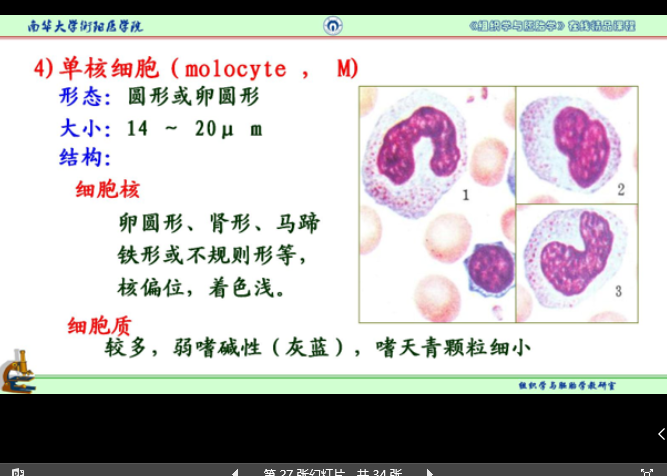 南华大学衡阳医学院
《组织学与胚胎学》在线精品课程
4)单核细胞（molocyte ， M)
形态：圆形或卵圆形
大小：14 ~ 20μ m
结构：
细胞核
卵圆形、肾形、马蹄
铁形或不规则形等，
核偏位，着色浅。
细胞质
较多，弱嗜碱性（灰蓝），嗜天青颗粒细小
1
2
3
组织学与胚胎学教研室
第 27 张幻灯片，共 34 张